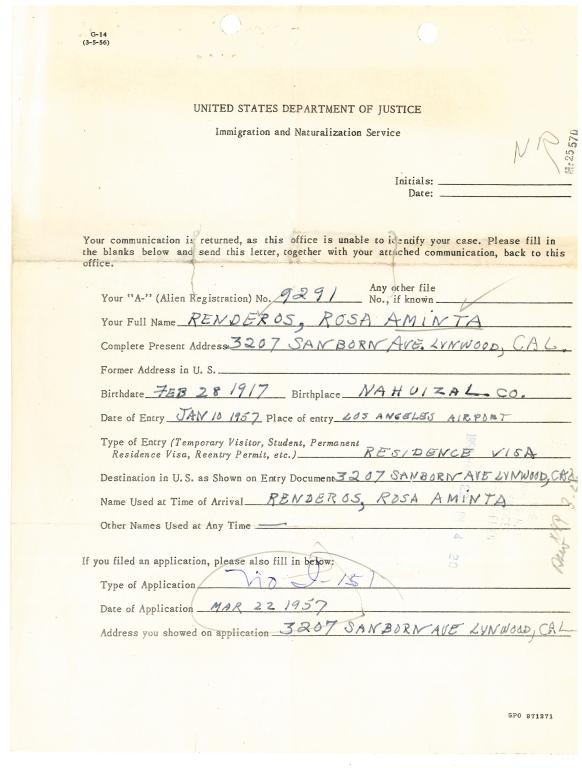 G-14
(3-5-56)
UNITED STATES DEPARTMENT OF JUSTICE
Immigration and Naturalization Service
NR
Initials:
Date:
Your communication is returned, as this office is unable to identify your case. Please fill in
the blanks below and send this letter, together with your attached communication, back to this
office.
Your "A-" (Alien Registration) No. 9291 Any other file No., if known
Your Full Name RENDEROS, ROSA AMINTA
Complete Present Address 3207 SANBORN AVE. LYNWOOD, CAL.
Former Address in U. S.
Birthdate FEB 28 1917 Birthplace NAHUIZAL CO.
Date of Entry JAN 10 1957 Place of entry LOS ANGELES AIRPORT
Type of Entry (Temporary Visitor, Student, Permanent
Residence Visa, Reentry Permit, etc.) RESIDENCE VISA
Destination in U.S. as Shown on Entry Document 3207 SANBORN AVE LYNWOOD, CAL
Name Used at Time of Arrival RENDEROS, ROSA AMINTA
Other Names Used at Any Time —
If you filed an application, please also fill in below:
Type of Application No I-151
Date of Application MAR 22 1957
Address you showed on application 3207 SANBORN AVE LYNWOOD, CAL
GPO 871371